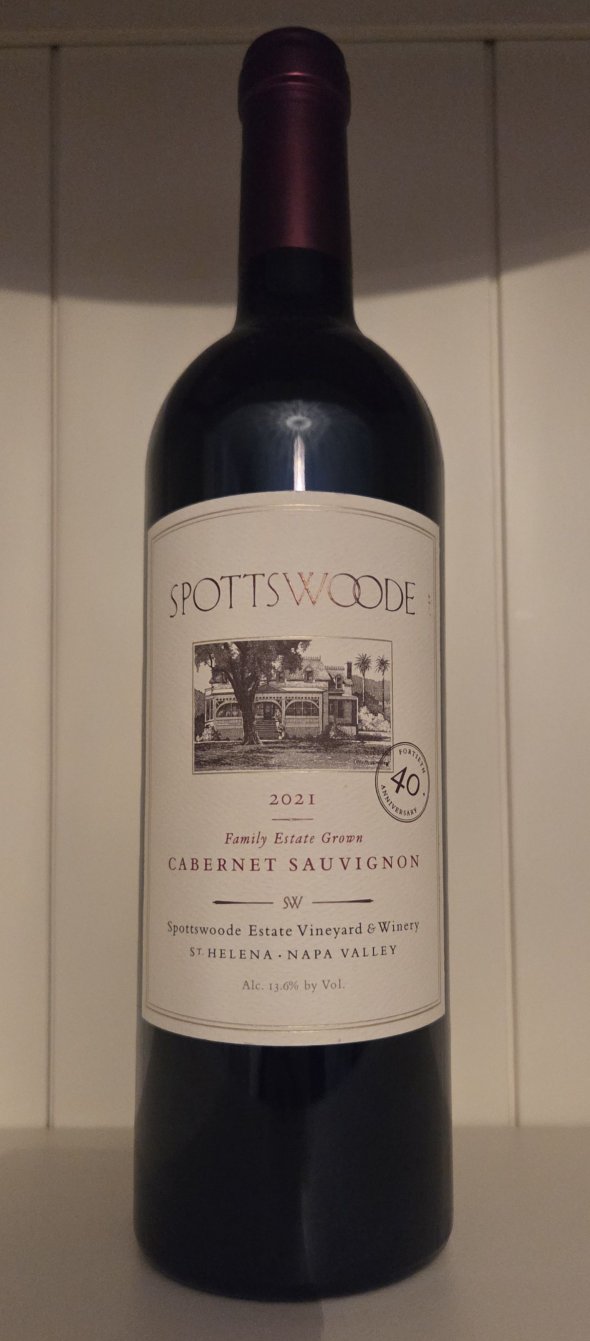 SPOTTSWOODE
FORTIETH
40
ANNIVERSARY
2021
Family Estate Grown
CABERNET SAUVIGNON
SW
Spottswoode Estate Vineyard & Winery
ST. HELENA · NAPA VALLEY
Alc. 13.6% by Vol.